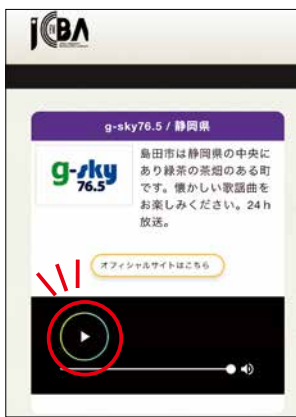 JCBA
g-sky76.5 / 静岡県
g-sky
76.5
島田市は静岡県の中央に
あり緑茶の茶畑のある町
です。懐かしい歌謡曲を
お楽しみください。24h
放送。
オフィシャルサイトはこちら